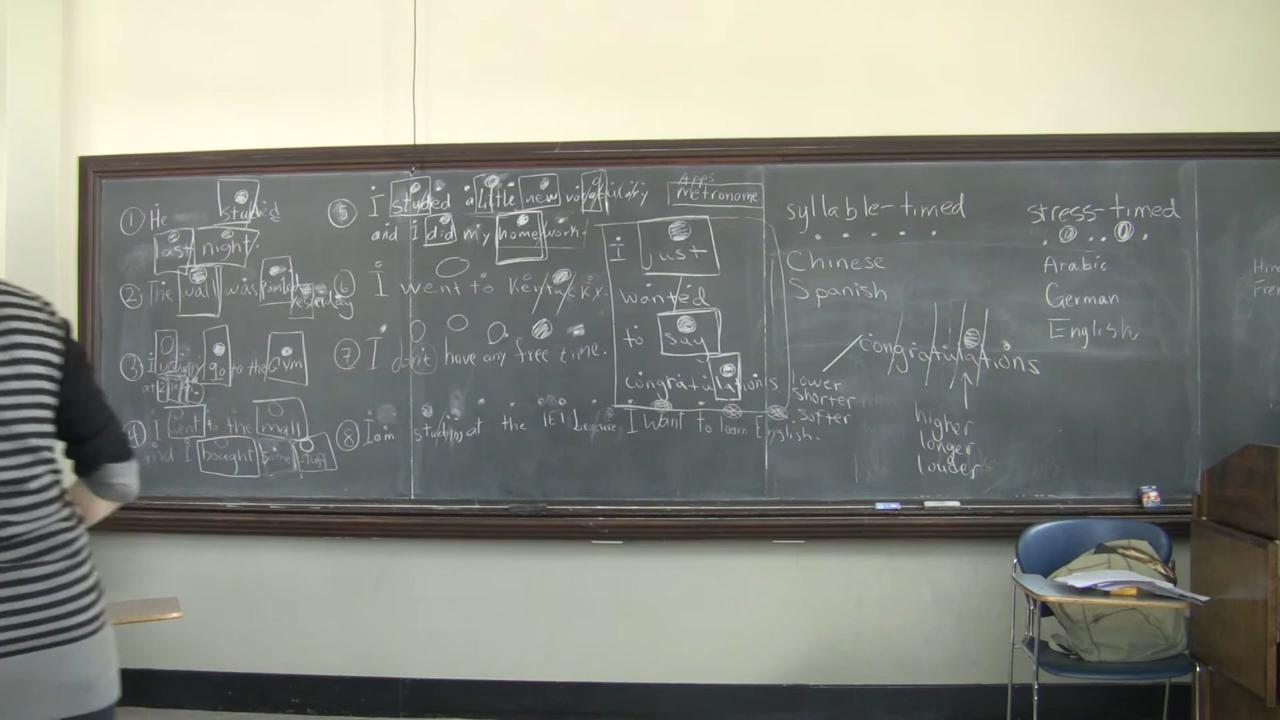 ① He studied
last night.
② The wall was painted
yesterday
③ I usually go to the Gym
at 2
④ I went to the mall
and I bought some stuff
⑤ I studied a little new vocabulary
and I did my homework.
⑥ I went to Kentucky.
⑦ I don't have any free time.
⑧ I am studying at the IEI because I want to learn English.
Apps
Metronome
I just
wanted
to say
congratulations
syllable-timed
Chinese
Spanish
stress-timed
Arabic
German
English
congratulations
lower
shorter
softer
higher
longer
louder